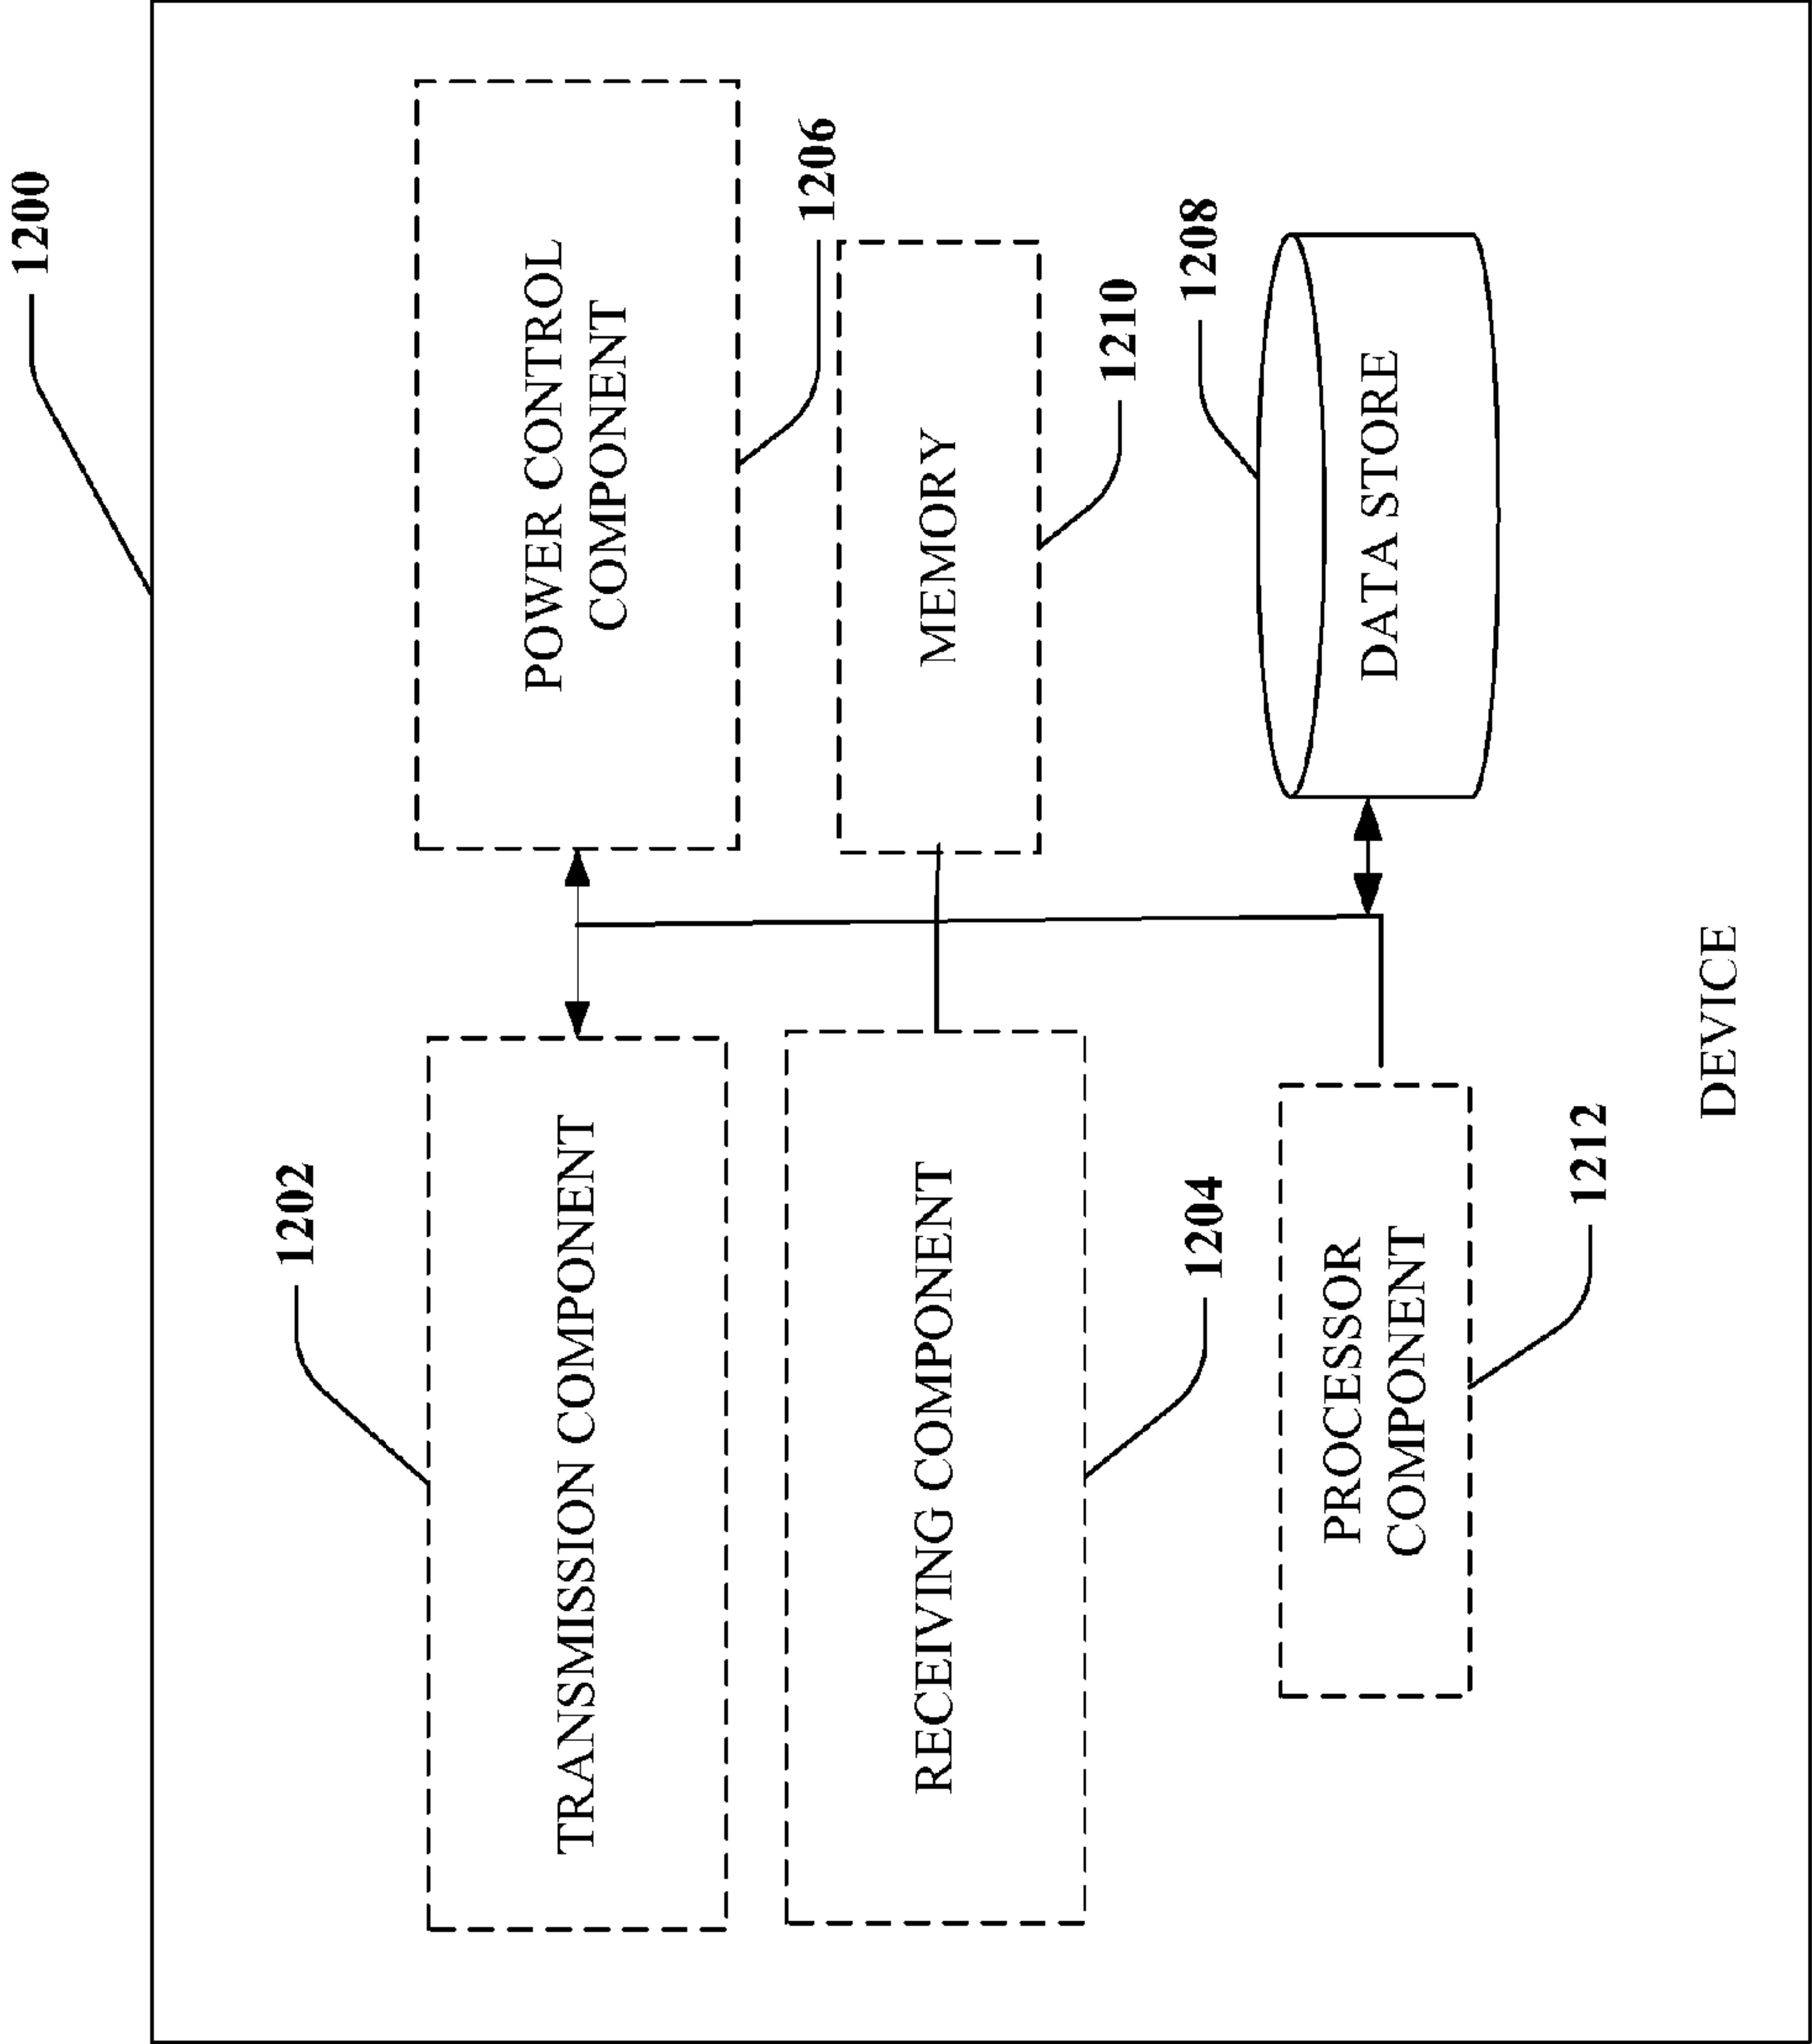 1200
1202
TRANSMISSION COMPONENT
POWER CONTROL
COMPONENT
1206
RECEIVING COMPONENT
1204
MEMORY
1210
PROCESSOR
COMPONENT
1212
1208
DATA STORE
DEVICE